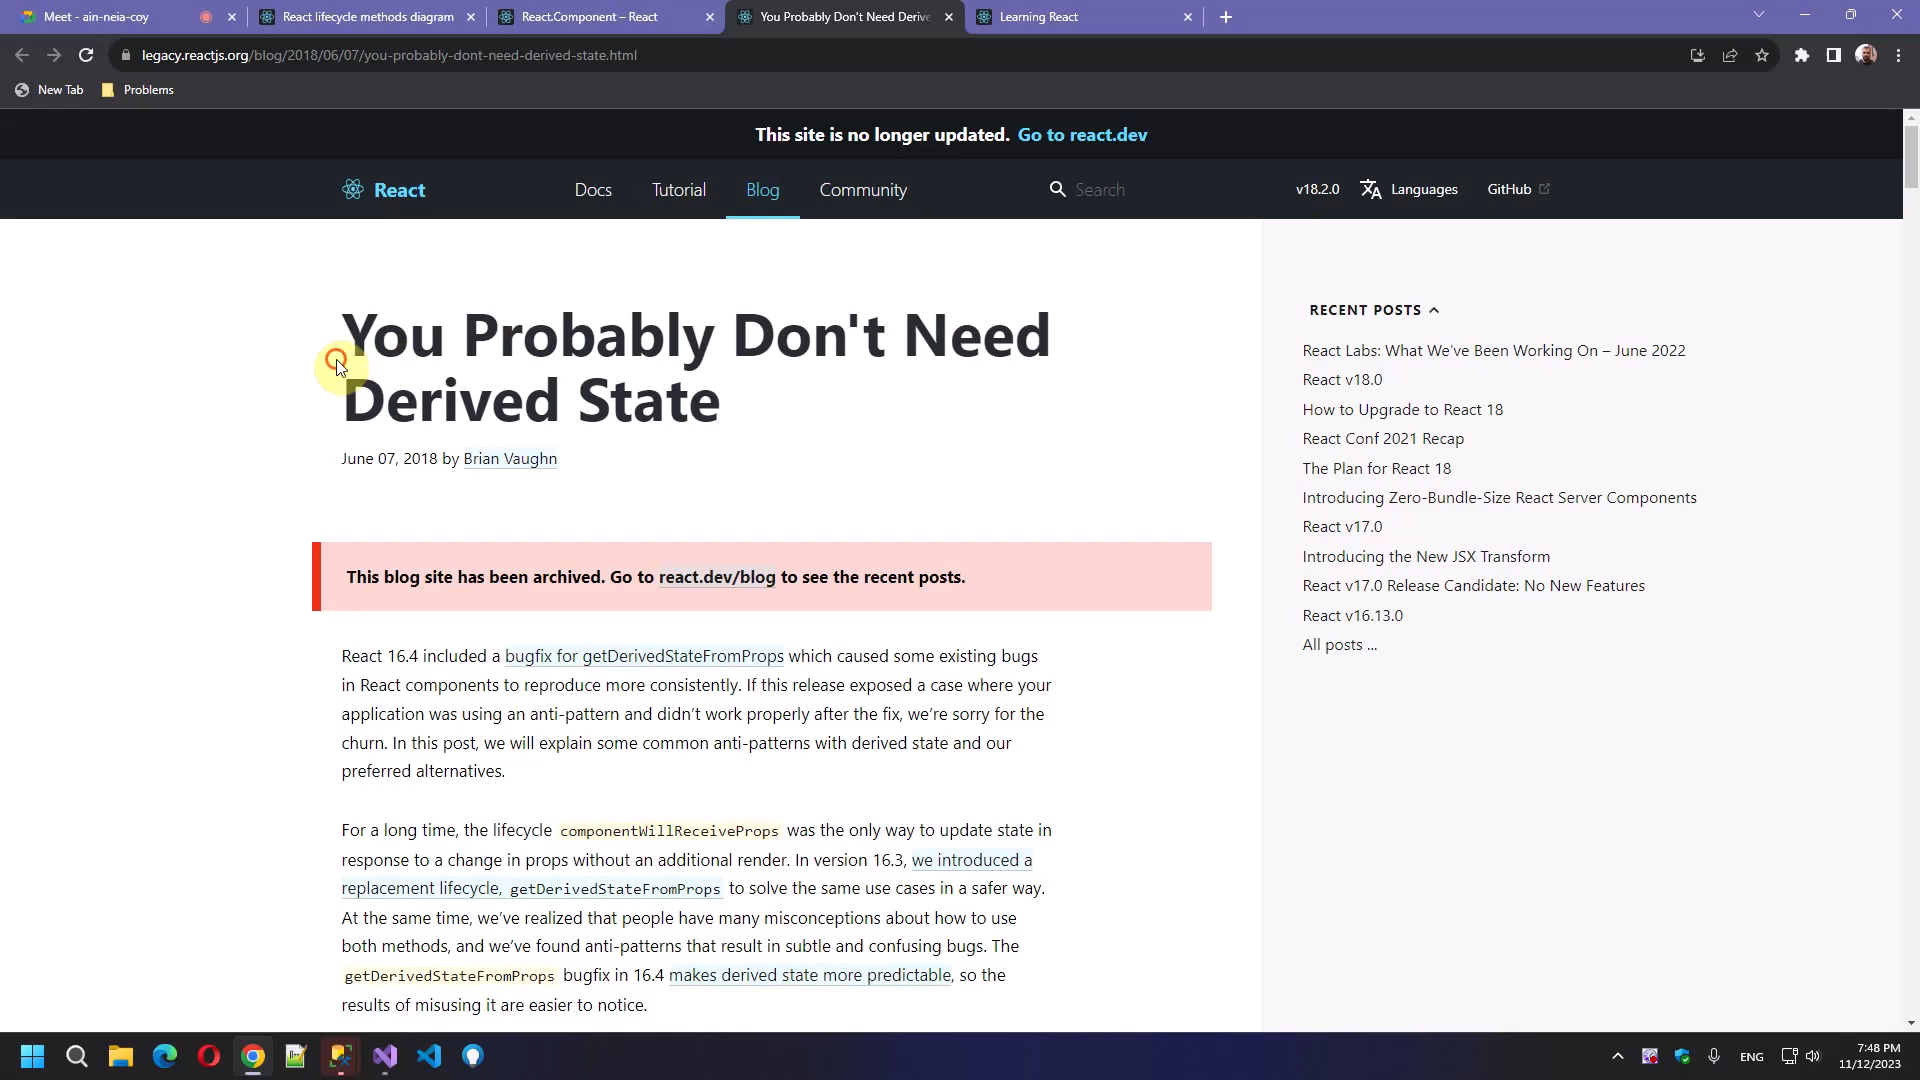 Meet - ain-neia-coy
React lifecycle methods diagram
React.Component – React
You Probably Don't Need Derive
Learning React
legacy.reactjs.org/blog/2018/06/07/you-probably-dont-need-derived-state.html
New Tab
Problems
This site is no longer updated. Go to react.dev
React
Docs
Tutorial
Blog
Community
Search
v18.2.0
Languages
GitHub
You Probably Don't Need
Derived State
June 07, 2018 by Brian Vaughn
This blog site has been archived. Go to react.dev/blog to see the recent posts.
React 16.4 included a bugfix for getDerivedStateFromProps which caused some existing bugs
in React components to reproduce more consistently. If this release exposed a case where your
application was using an anti-pattern and didn’t work properly after the fix, we’re sorry for the
churn. In this post, we will explain some common anti-patterns with derived state and our
preferred alternatives.
For a long time, the lifecycle componentWillReceiveProps was the only way to update state in
response to a change in props without an additional render. In version 16.3, we introduced a
replacement lifecycle, getDerivedStateFromProps to solve the same use cases in a safer way.
At the same time, we’ve realized that people have many misconceptions about how to use
both methods, and we’ve found anti-patterns that result in subtle and confusing bugs. The
getDerivedStateFromProps bugfix in 16.4 makes derived state more predictable, so the
results of misusing it are easier to notice.
RECENT POSTS
React Labs: What We've Been Working On – June 2022
React v18.0
How to Upgrade to React 18
React Conf 2021 Recap
The Plan for React 18
Introducing Zero-Bundle-Size React Server Components
React v17.0
Introducing the New JSX Transform
React v17.0 Release Candidate: No New Features
React v16.13.0
All posts ...
ENG
7:48 PM
11/12/2023